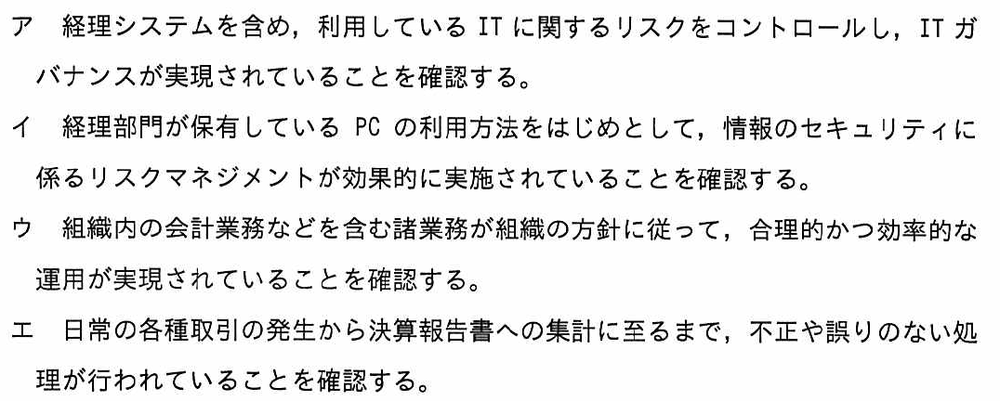 ア　経理システムを含め，利用している IT に関するリスクをコントロールし，IT ガ
バナンスが実現されていることを確認する。
イ　経理部門が保有している PC の利用方法をはじめとして，情報のセキュリティに
係るリスクマネジメントが効果的に実施されていることを確認する。
ウ　組織内の会計業務などを含む諸業務が組織の方針に従って，合理的かつ効率的な
運用が実現されていることを確認する。
エ　日常の各種取引の発生から決算報告書への集計に至るまで，不正や誤りのない処
理が行われていることを確認する。